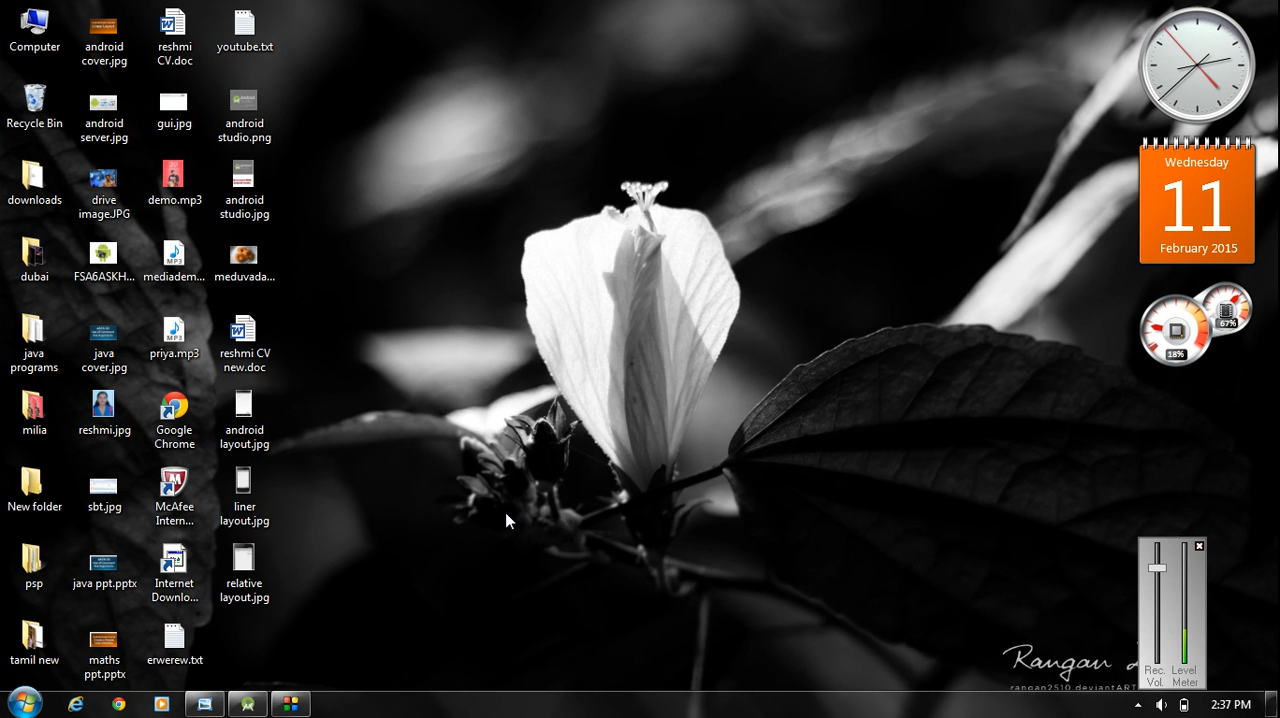 Computer
android
cover.jpg
reshmi
CV.doc
youtube.txt
Recycle Bin
android
server.jpg
gui.jpg
android
studio.png
downloads
drive
image.JPG
demo.mp3
android
studio.jpg
dubai
FSA6ASKH...
MP3
mediadem...
meduvada...
java
programs
java
cover.jpg
MP3
priya.mp3
reshmi CV
new.doc
milia
reshmi.jpg
Google
Chrome
android
layout.jpg
New folder
sbt.jpg
McAfee
Intern...
liner
layout.jpg
psp
java ppt.pptx
Internet
Downlo...
relative
layout.jpg
tamil new
maths
ppt.pptx
erwerew.txt
Wednesday
11
February 2015
67%
18%
Rangan
rangan2510.deviantART
Rec.
Vol.
Level
Meter
2:37 PM